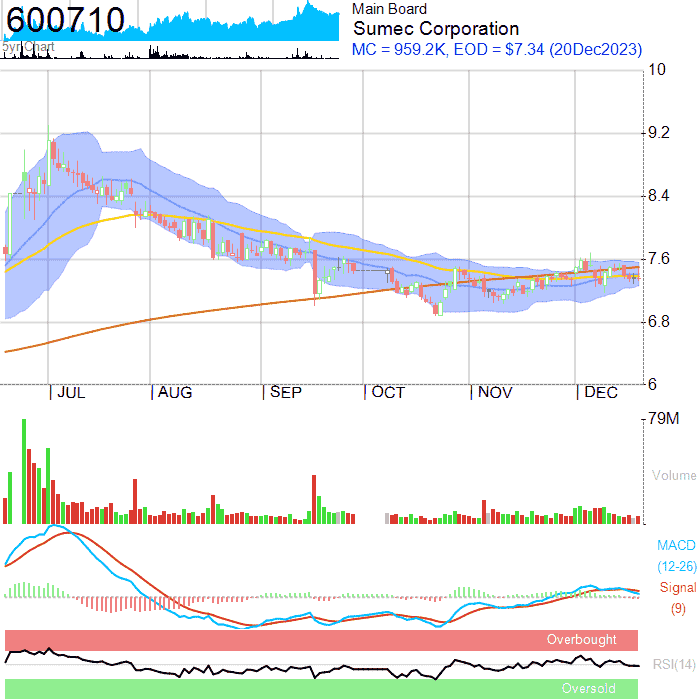 600710
5yr Chart
Main Board
Sumec Corporation
MC = 959.2K, EOD = $7.34 (20Dec2023)
10
9.2
8.4
7.6
6.8
6
JUL AUG SEP OCT NOV DEC
79M
Volume
MACD
(12-26)
Signal
(9)
Overbought
RSI(14)
Oversold